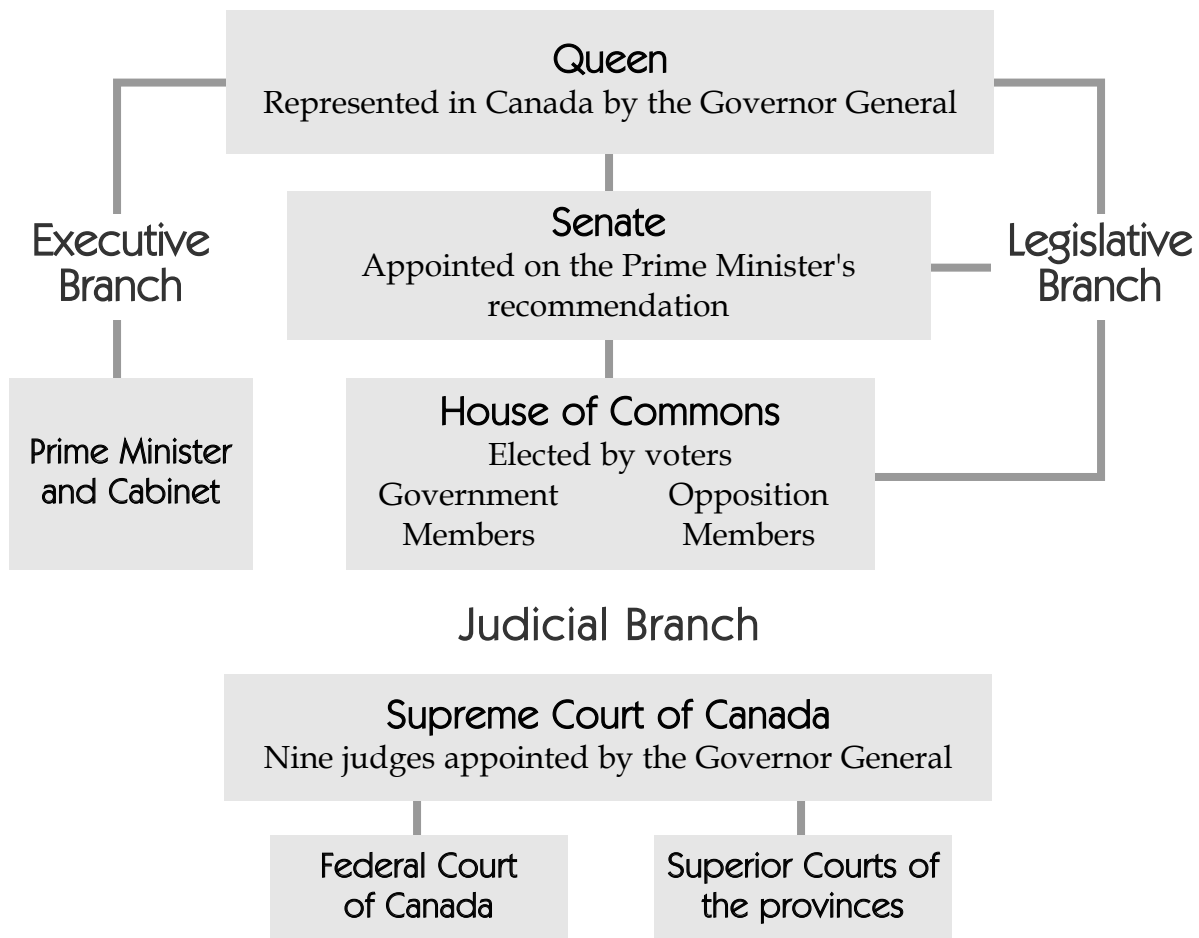 Queen
Represented in Canada by the Governor General
Executive
Branch
Senate
Appointed on the Prime Minister's
recommendation
Legislative
Branch
Prime Minister
and Cabinet
House of Commons
Elected by voters
Government
Members
Opposition
Members
Judicial Branch
Supreme Court of Canada
Nine judges appointed by the Governor General
Federal Court
of Canada
Superior Courts of
the provinces